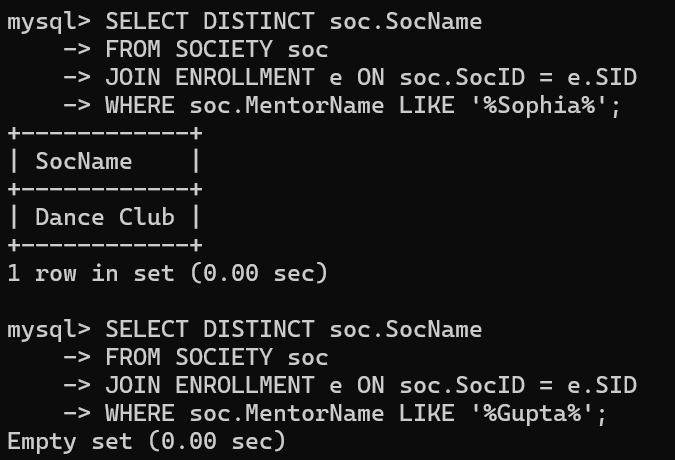 mysql> SELECT DISTINCT soc.SocName
    -> FROM SOCIETY soc
    -> JOIN ENROLLMENT e ON soc.SocID = e.SID
    -> WHERE soc.MentorName LIKE '%Sophia%';
+------------+
| SocName    |
+------------+
| Dance Club |
+------------+
1 row in set (0.00 sec)

mysql> SELECT DISTINCT soc.SocName
    -> FROM SOCIETY soc
    -> JOIN ENROLLMENT e ON soc.SocID = e.SID
    -> WHERE soc.MentorName LIKE '%Gupta%';
Empty set (0.00 sec)